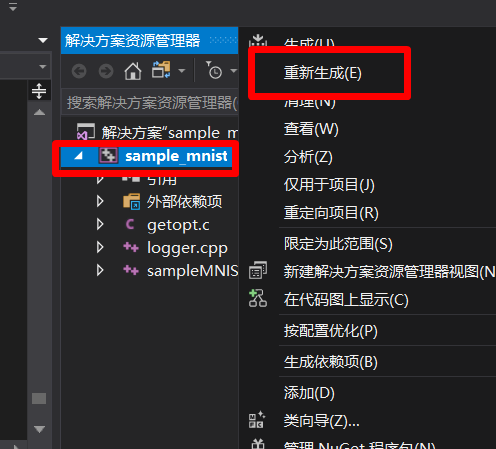 解决方案资源管理器
搜索解决方案资源管理器(
解决方案"sample_m
sample_mnist
引用
外部依赖项
getopt.c
logger.cpp
sampleMNIS
生成(U)
重新生成(E)
清理(N)
查看(W)
分析(Z)
仅用于项目(J)
重定向项目(R)
限定为此范围(S)
新建解决方案资源管理器视图(N
在代码图上显示(C)
按配置优化(P)
生成依赖项(B)
添加(D)
类向导(Z)...
管理 NuGet 程序包(N)